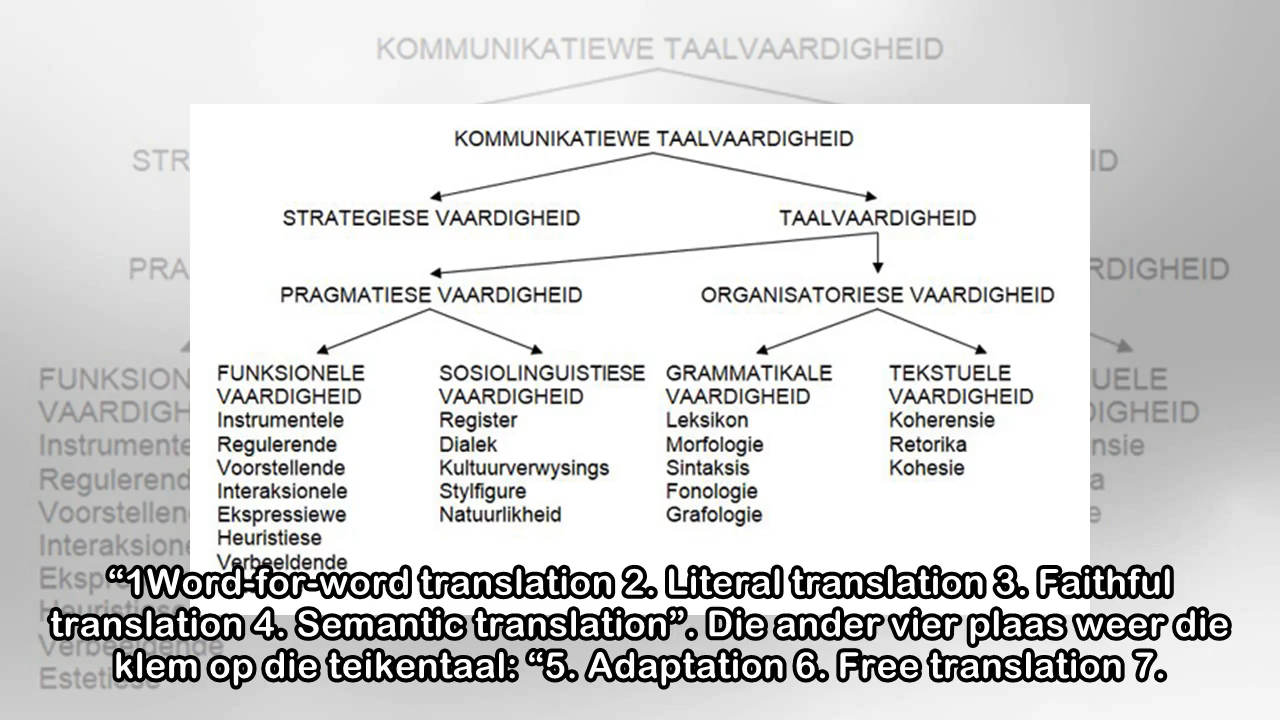 KOMMUNIKATIEWE TAALVAARDIGHEID
KOMMUNIKATIEWE TAALVAARDIGHEID
STRATEGIESE VAARDIGHEID TAALVAARDIGHEID
PRAGMATIESE VAARDIGHEID ORGANISATORIESE VAARDIGHEID
FUNKSIONELE VAARDIGHEID
Instrumentele
Regulerende
Voorstellende
Interaksionele
Ekspressiewe
Heuristiese
Verbeeldende
SOSIOLINGUISTIESE VAARDIGHEID
Register
Dialek
Kultuurverwysings
Stylfigure
Natuurlikheid
GRAMMATIKALE VAARDIGHEID
Leksikon
Morfologie
Sintaksis
Fonologie
Grafologie
TEKSTUELE VAARDIGHEID
Koherensie
Retorika
Kohesie
“1Word-for-word translation 2. Literal translation 3. Faithful
translation 4. Semantic translation”. Die ander vier plaas weer die
klem op die teikentaal: “5. Adaptation 6. Free translation 7.
Estetiese